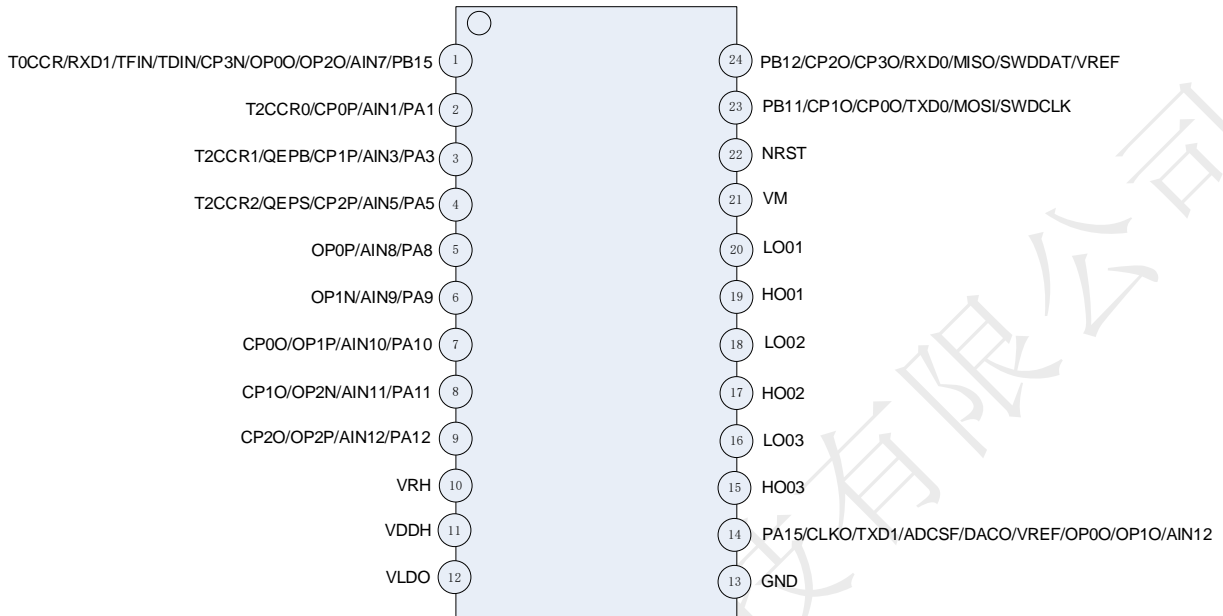 T0CCR/RXD1/TFIN/TDIN/CP3N/OP0O/OP2O/AIN7/PB15 1
T2CCR0/CP0P/AIN1/PA1 2
T2CCR1/QEPB/CP1P/AIN3/PA3 3
T2CCR2/QEPS/CP2P/AIN5/PA5 4
OP0P/AIN8/PA8 5
OP1N/AIN9/PA9 6
CP0O/OP1P/AIN10/PA10 7
CP1O/OP2N/AIN11/PA11 8
CP2O/OP2P/AIN12/PA12 9
VRH 10
VDDH 11
VLDO 12
24 PB12/CP2O/CP3O/RXD0/MISO/SWDDAT/VREF
23 PB11/CP1O/CP0O/TXD0/MOSI/SWDCLK
22 NRST
21 VM
20 LO01
19 HO01
18 LO02
17 HO02
16 LO03
15 HO03
14 PA15/CLKO/TXD1/ADCSF/DACO/VREF/OP0O/OP1O/AIN12
13 GND
有限公司